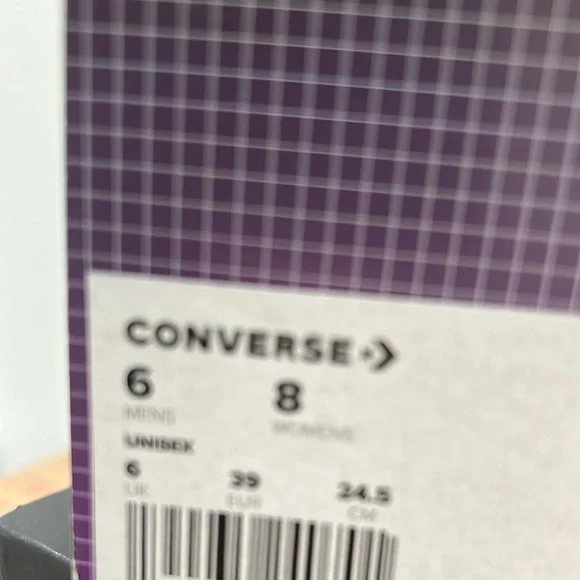 CONVERSE
6 8
MENS WOMENS
UNISEX
6 39 24.5
UK EUR CM